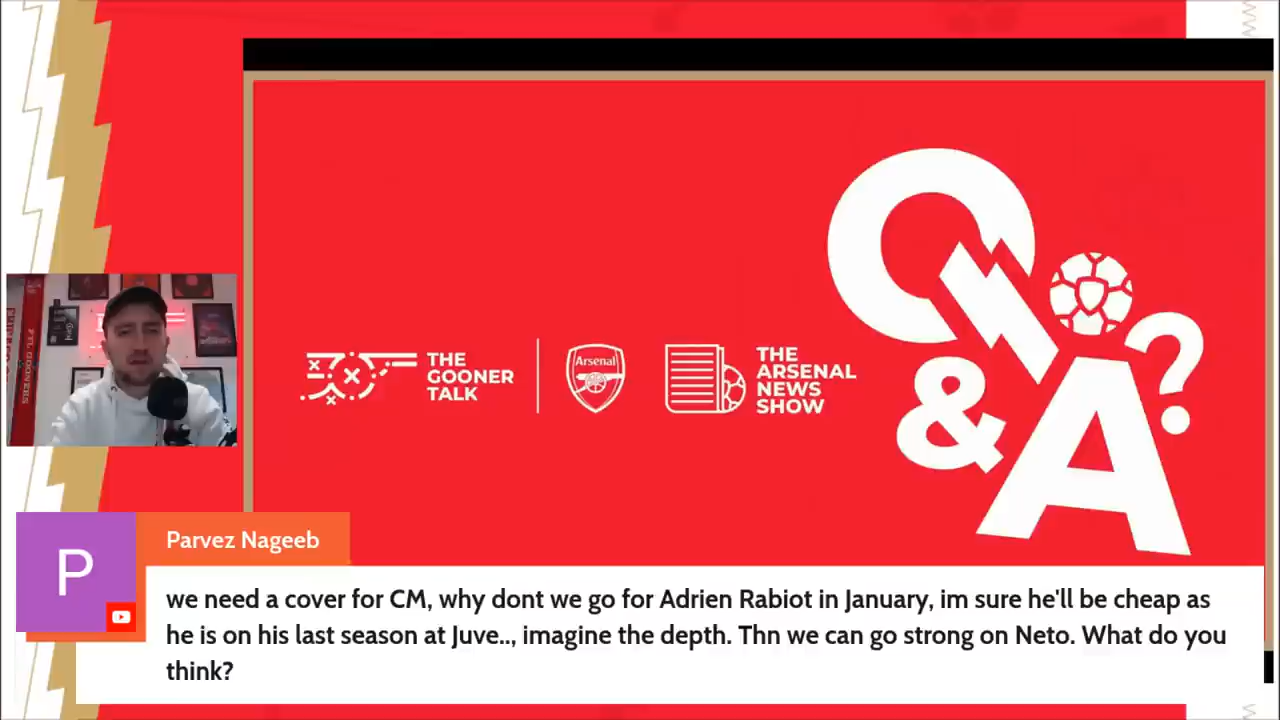 Q
& A ?
THE
GOONER
TALK
Arsenal
THE
ARSENAL
NEWS
SHOW
P
Parvez Nageeb
we need a cover for CM, why dont we go for Adrien Rabiot in January, im sure he'll be cheap as
he is on his last season at Juve.., imagine the depth. Thn we can go strong on Neto. What do you
think?